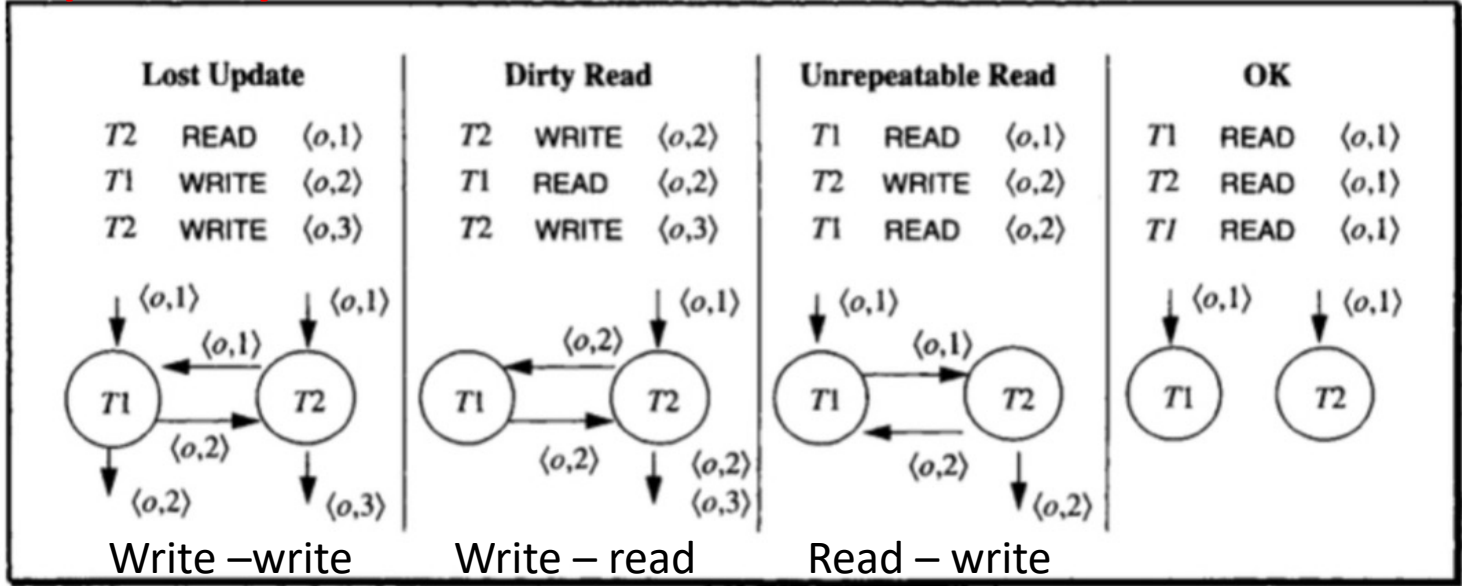 Lost Update
T2 READ ⟨o,1⟩
T1 WRITE ⟨o,2⟩
T2 WRITE ⟨o,3⟩
⟨o,1⟩ ⟨o,1⟩
⟨o,1⟩
T1 T2
⟨o,2⟩
⟨o,2⟩ ⟨o,3⟩
Write –write
Dirty Read
T2 WRITE ⟨o,2⟩
T1 READ ⟨o,2⟩
T2 WRITE ⟨o,3⟩
⟨o,1⟩
⟨o,2⟩
T1 T2
⟨o,2⟩ ⟨o,2⟩
⟨o,3⟩
Write – read
Unrepeatable Read
T1 READ ⟨o,1⟩
T2 WRITE ⟨o,2⟩
T1 READ ⟨o,2⟩
⟨o,1⟩
⟨o,1⟩
T1 T2
⟨o,2⟩
⟨o,2⟩
Read – write
OK
T1 READ ⟨o,1⟩
T2 READ ⟨o,1⟩
T1 READ ⟨o,1⟩
⟨o,1⟩ ⟨o,1⟩
T1 T2